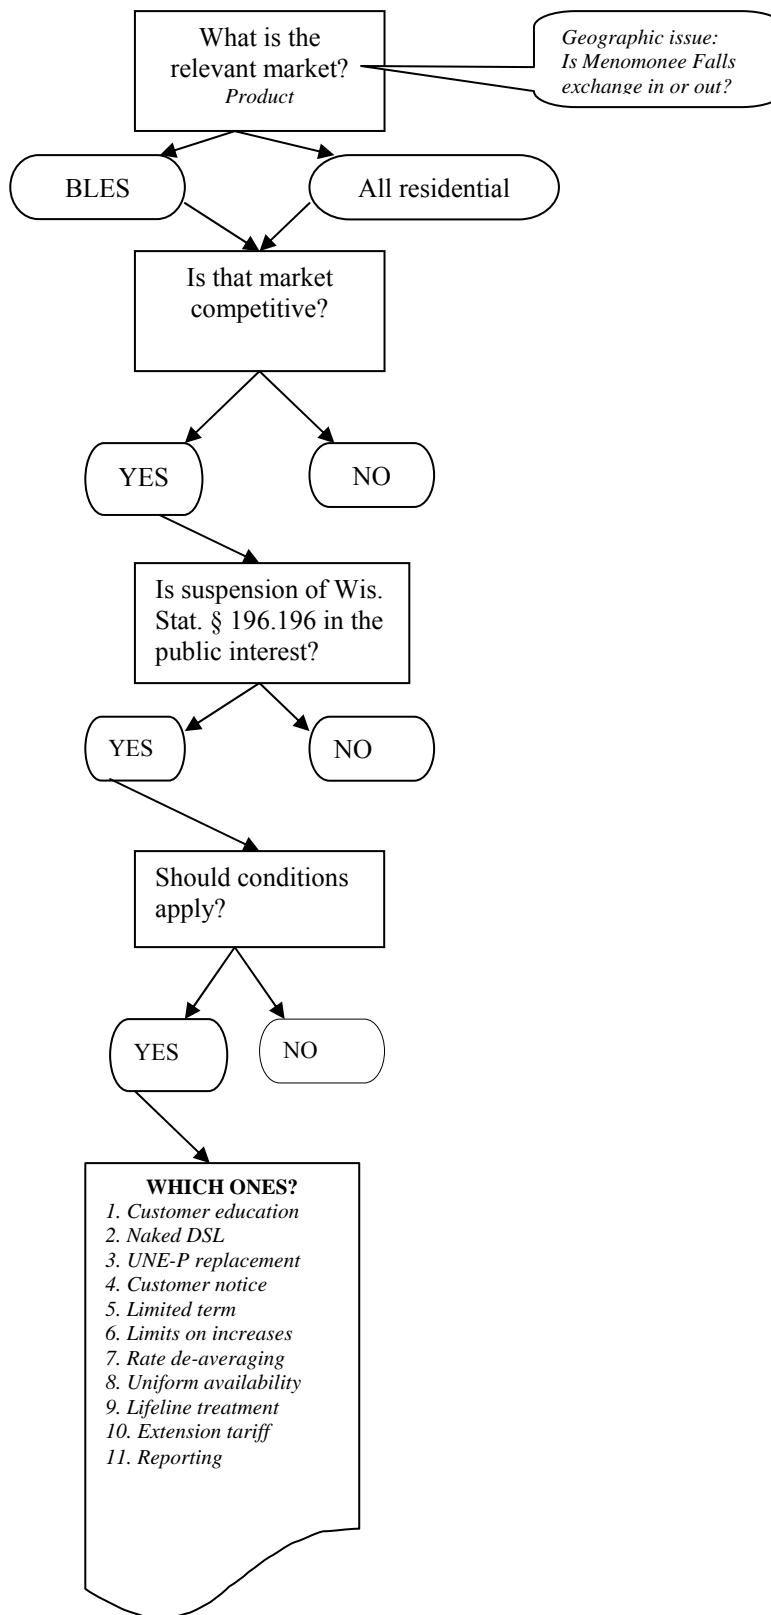 What is the
relevant market?
Product
Geographic issue:
Is Menomonee Falls
exchange in or out?
BLES
All residential
Is that market
competitive?
YES
NO
Is suspension of Wis.
Stat. § 196.196 in the
public interest?
YES
NO
Should conditions
apply?
YES
NO
WHICH ONES?
1. Customer education
2. Naked DSL
3. UNE-P replacement
4. Customer notice
5. Limited term
6. Limits on increases
7. Rate de-averaging
8. Uniform availability
9. Lifeline treatment
10. Extension tariff
11. Reporting